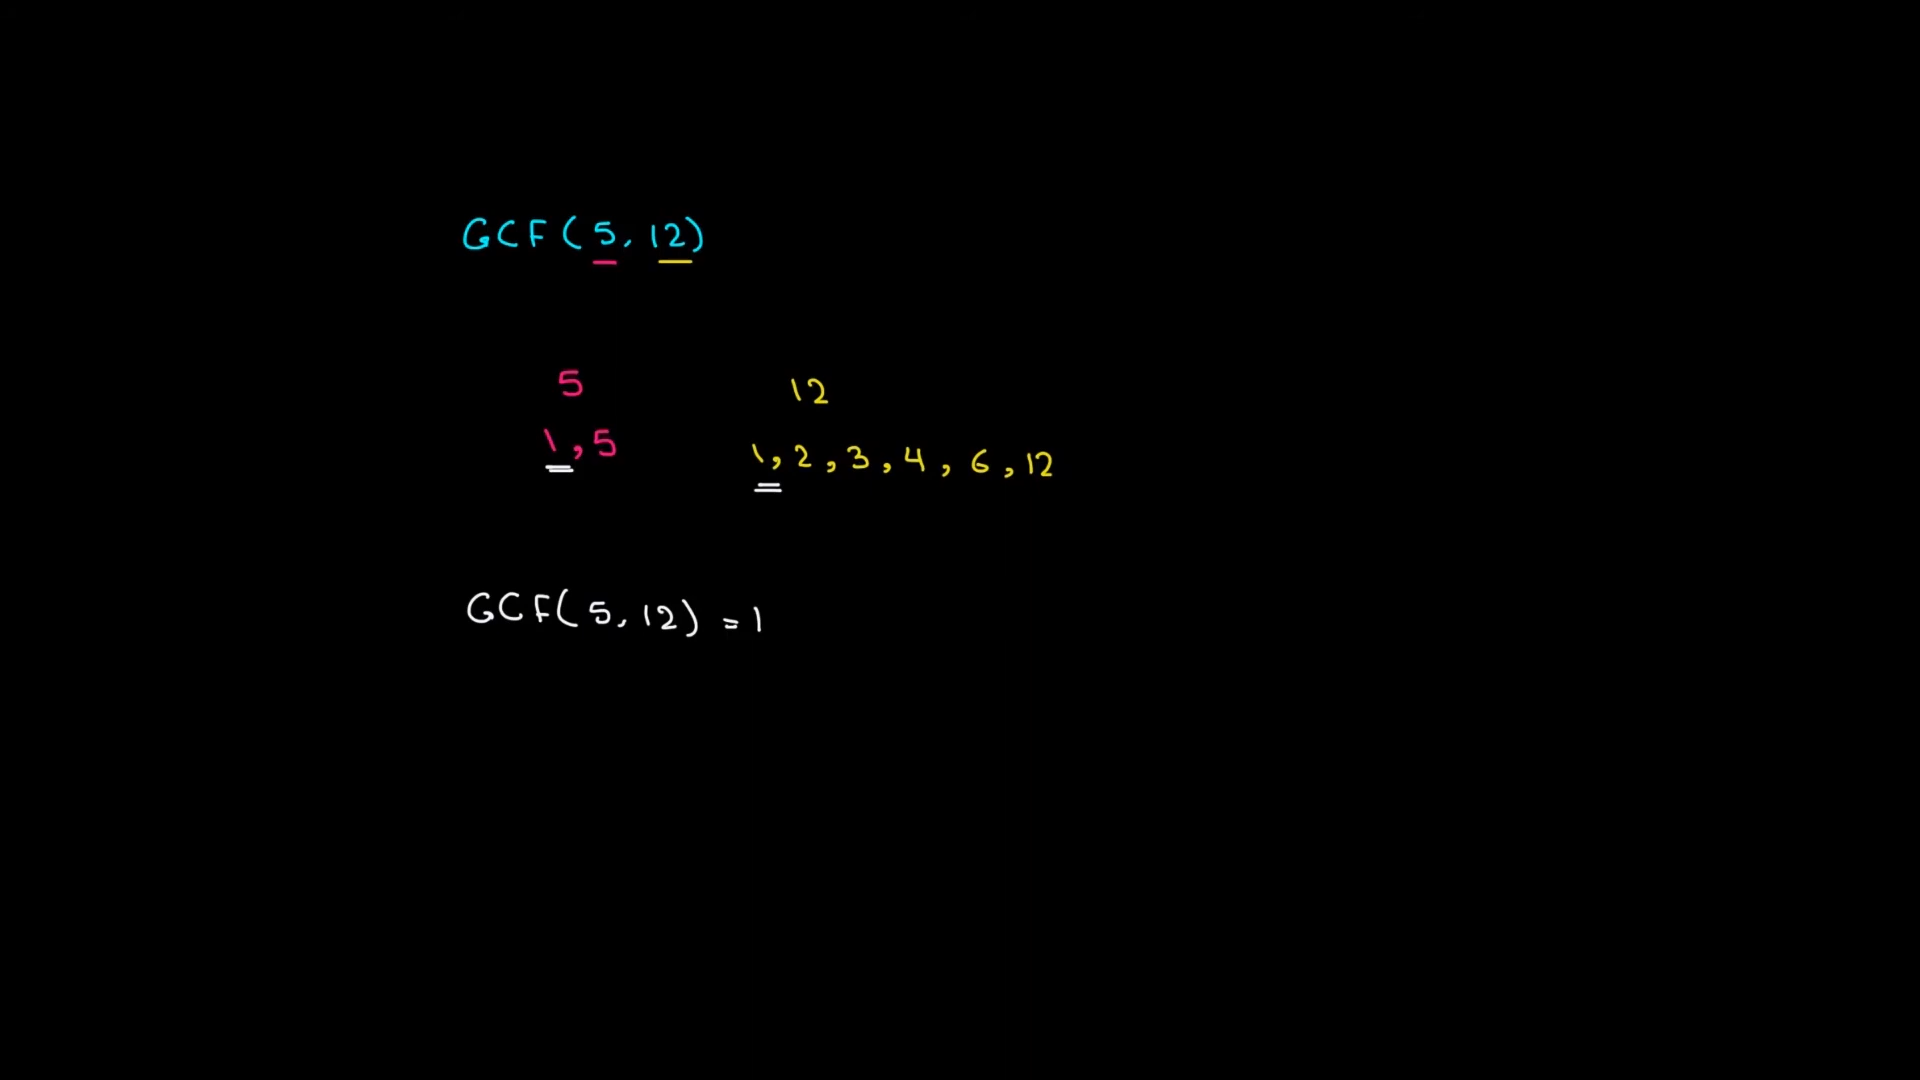 GCF(5, 12)
5 12
1, 5 1, 2, 3, 4, 6, 12
GCF(5, 12) = 1